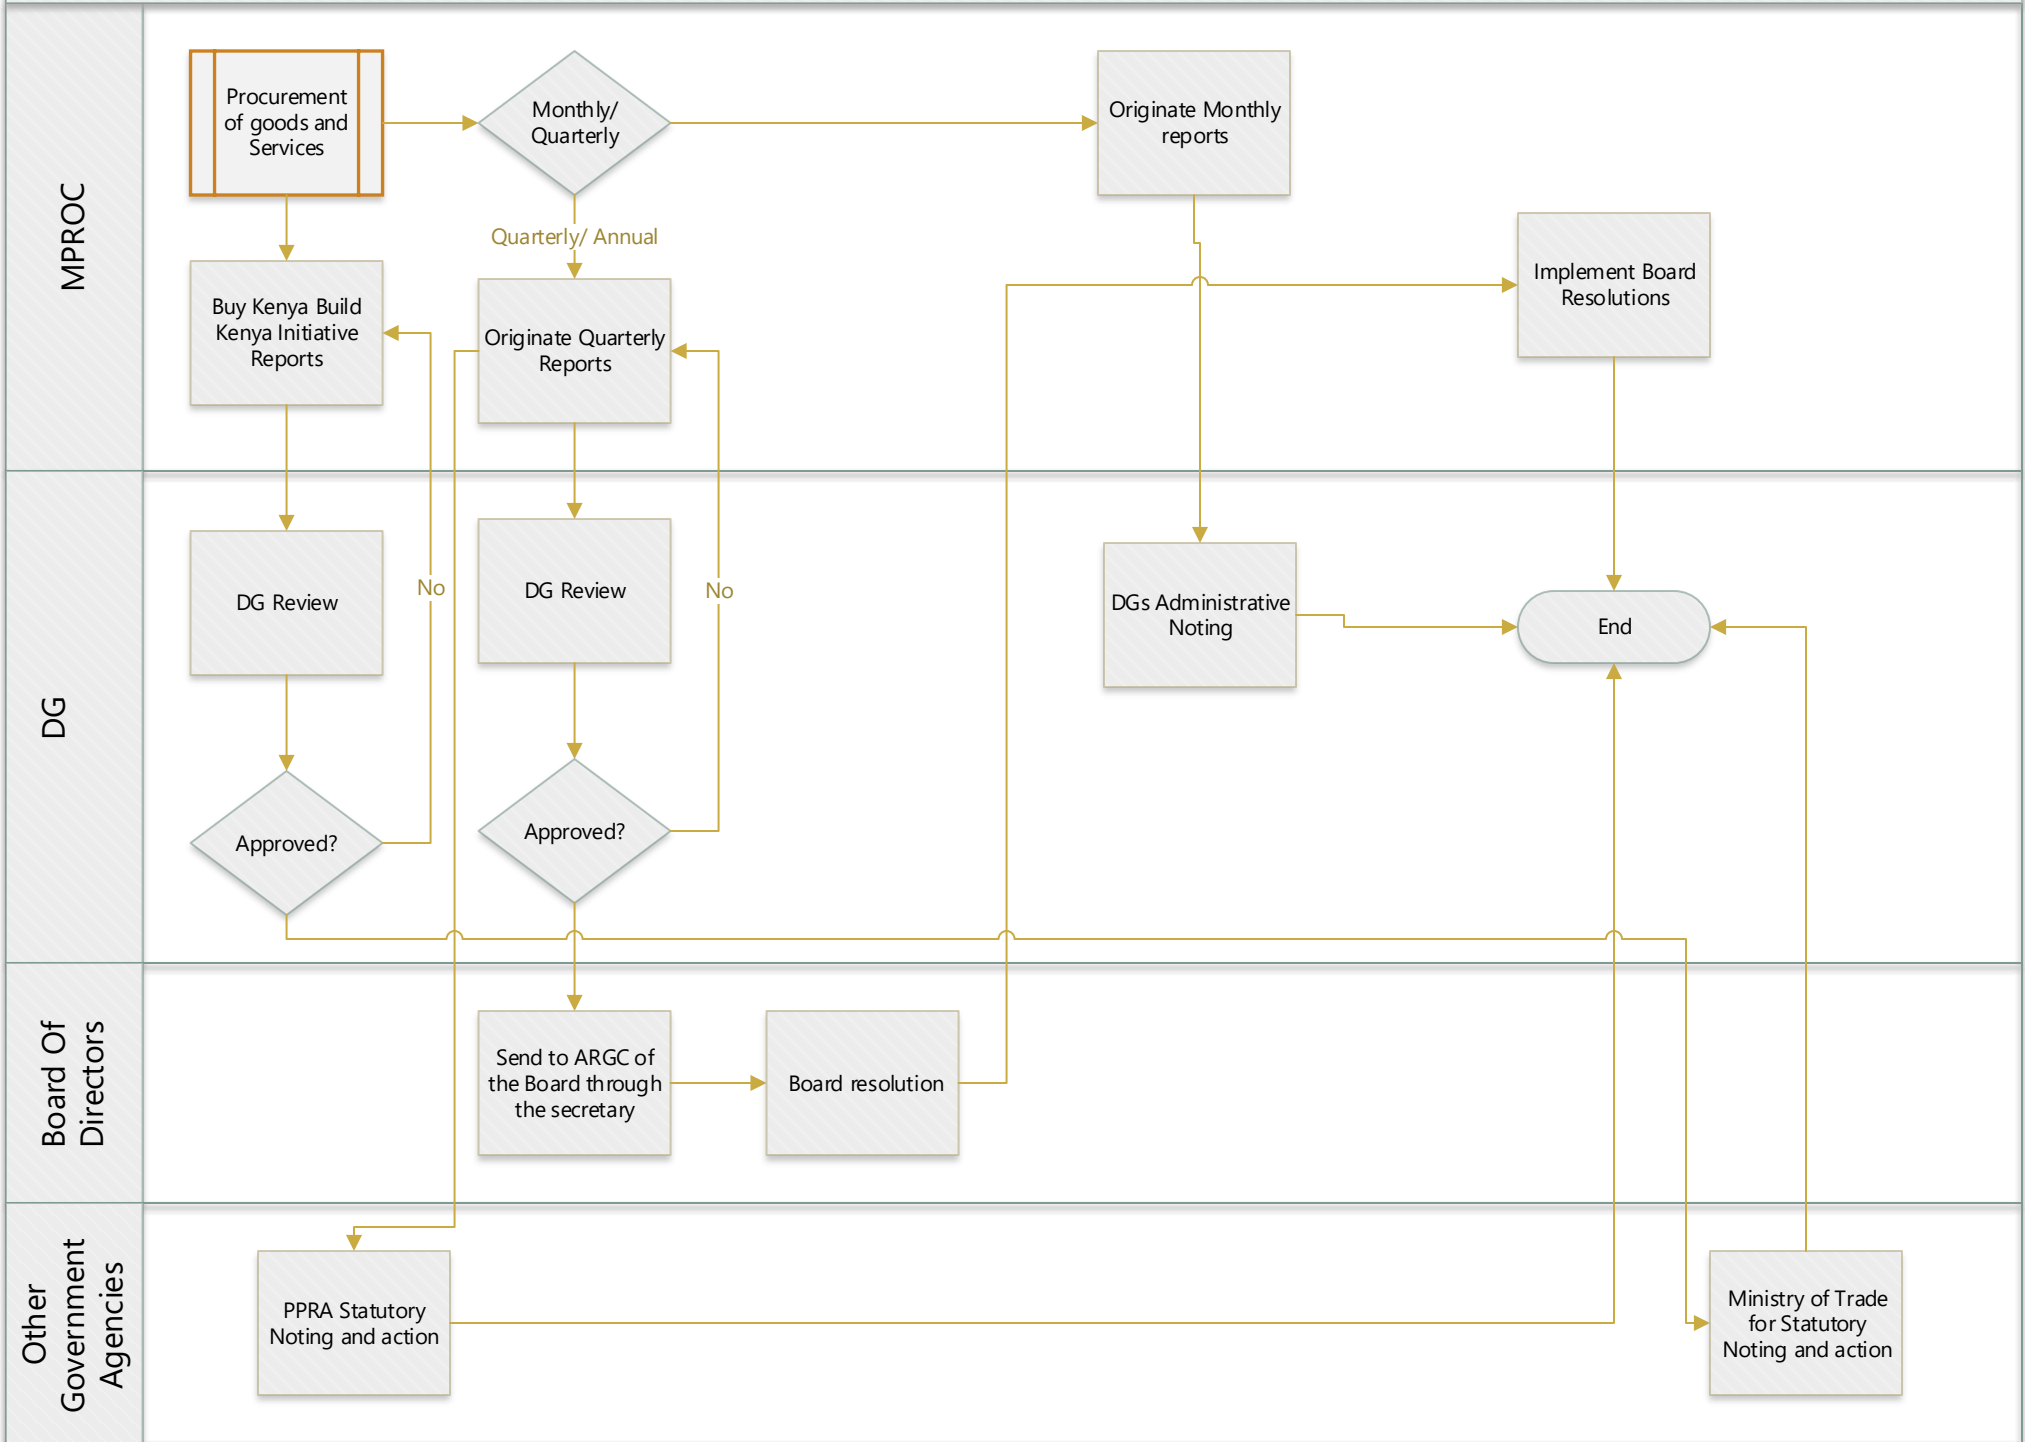 MPROC
Procurement
of goods and
Services
Monthly/
Quarterly
Originate Monthly
reports
Quarterly/ Annual
Buy Kenya Build
Kenya Initiative
Reports
Originate Quarterly
Reports
Implement Board
Resolutions
DG
DG Review
No
DG Review
No
DGs Administrative
Noting
End
Approved?
Approved?
Board Of
Directors
Send to ARGC of
the Board through
the secretary
Board resolution
Other
Government
Agencies
PPRA Statutory
Noting and action
Ministry of Trade
for Statutory
Noting and action